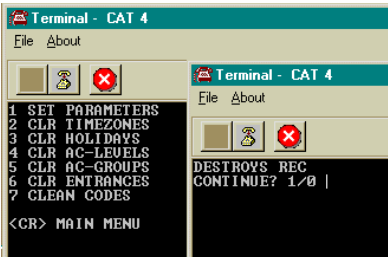 Terminal - CAT 4
File About
1 SET PARAMETERS
2 CLR TIMEZONES
3 CLR HOLIDAYS
4 CLR AC-LEVELS
5 CLR AC-GROUPS
6 CLR ENTRANCES
7 CLEAN CODES
<CR> MAIN MENU
Terminal - CAT 4
File About
DESTROYS REC
CONTINUE? 1/0 |